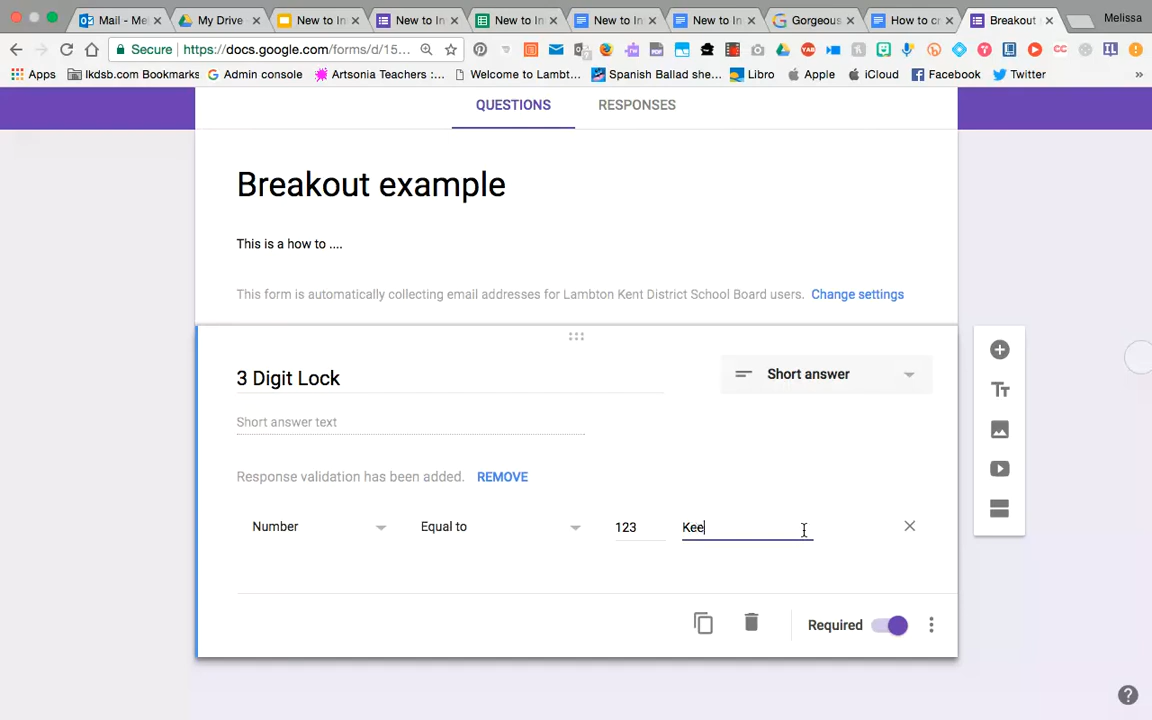 Mail - Mel
My Drive -
New to In
New to In
New to In
New to In
New to In
Gorgeous
How to cr
Breakout
Melissa
Secure
https://docs.google.com/forms/d/15...
Apps
lkdsb.com Bookmarks
Admin console
Artsonia Teachers :...
Welcome to Lambt...
Spanish Ballad she...
Libro
Apple
iCloud
Facebook
Twitter
»
QUESTIONS
RESPONSES
Breakout example
This is a how to ....
This form is automatically collecting email addresses for Lambton Kent District School Board users. Change settings
3 Digit Lock
Short answer
Short answer text
Response validation has been added. REMOVE
Number
Equal to
123
Kee
Required